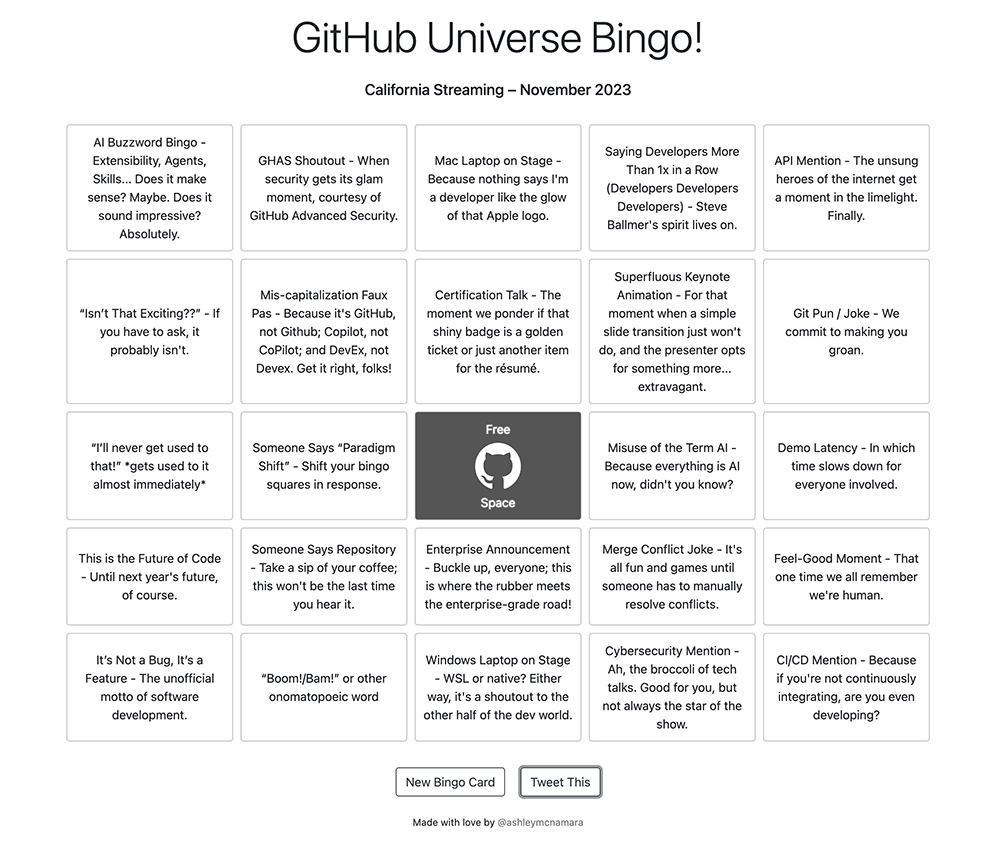 GitHub Universe Bingo!
California Streaming – November 2023
AI Buzzword Bingo -
Extensibility, Agents,
Skills... Does it make
sense? Maybe. Does it
sound impressive?
Absolutely.
GHAS Shoutout - When
security gets its glam
moment, courtesy of
GitHub Advanced Security.
Mac Laptop on Stage -
Because nothing says I'm
a developer like the glow
of that Apple logo.
Saying Developers More
Than 1x in a Row
(Developers Developers
Developers) - Steve
Ballmer's spirit lives on.
API Mention - The unsung
heroes of the internet get
a moment in the limelight.
Finally.
“Isn’t That Exciting??” - If
you have to ask, it
probably isn't.
Mis-capitalization Faux
Pas - Because it's GitHub,
not Github; Copilot, not
CoPilot; and DevEx, not
Devex. Get it right, folks!
Certification Talk - The
moment we ponder if that
shiny badge is a golden
ticket or just another item
for the résumé.
Superfluous Keynote
Animation - For that
moment when a simple
slide transition just won't
do, and the presenter opts
for something more...
extravagant.
Git Pun / Joke - We
commit to making you
groan.
“I’ll never get used to
that!” *gets used to it
almost immediately*
Someone Says “Paradigm
Shift” - Shift your bingo
squares in response.
Free
Space
Misuse of the Term AI -
Because everything is AI
now, didn't you know?
Demo Latency - In which
time slows down for
everyone involved.
This is the Future of Code
- Until next year's future,
of course.
Someone Says Repository
- Take a sip of your coffee;
this won't be the last time
you hear it.
Enterprise Announcement
- Buckle up, everyone; this
is where the rubber meets
the enterprise-grade road!
Merge Conflict Joke - It's
all fun and games until
someone has to manually
resolve conflicts.
Feel-Good Moment - That
one time we all remember
we're human.
It’s Not a Bug, It’s a
Feature - The unofficial
motto of software
development.
“Boom!/Bam!” or other
onomatopoeic word
Windows Laptop on Stage
- WSL or native? Either
way, it's a shoutout to the
other half of the dev world.
Cybersecurity Mention -
Ah, the broccoli of tech
talks. Good for you, but
not always the star of the
show.
CI/CD Mention - Because
if you're not continuously
integrating, are you even
developing?
New Bingo Card
Tweet This
Made with love by @ashleymcnamara